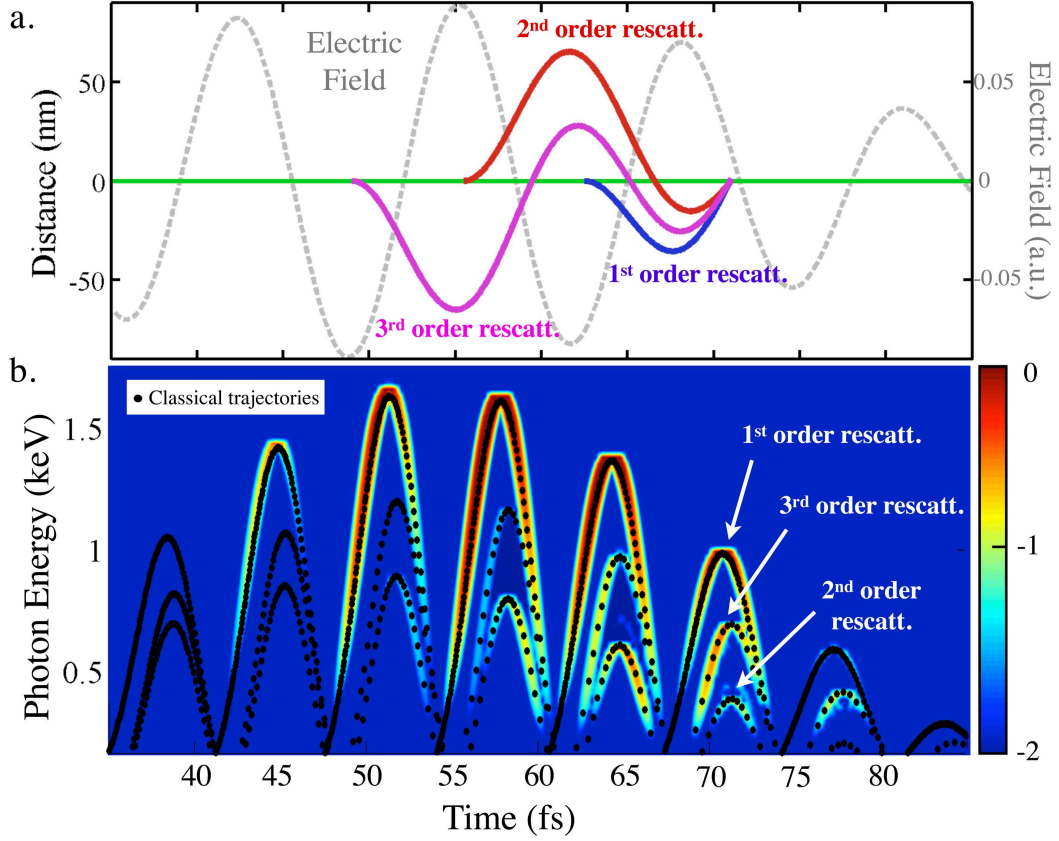 a.
Electric
Field
2nd order rescatt.
50
0
-50
Distance (nm)
0.05
0
-0.05
Electric Field (a.u.)
1st order rescatt.
3rd order rescatt.
b.
• Classical trajectories
1.5
1
0.5
Photon Energy (keV)
1st order rescatt.
3rd order rescatt.
2nd order
rescatt.
0
-1
-2
40 45 50 55 60 65 70 75 80
Time (fs)